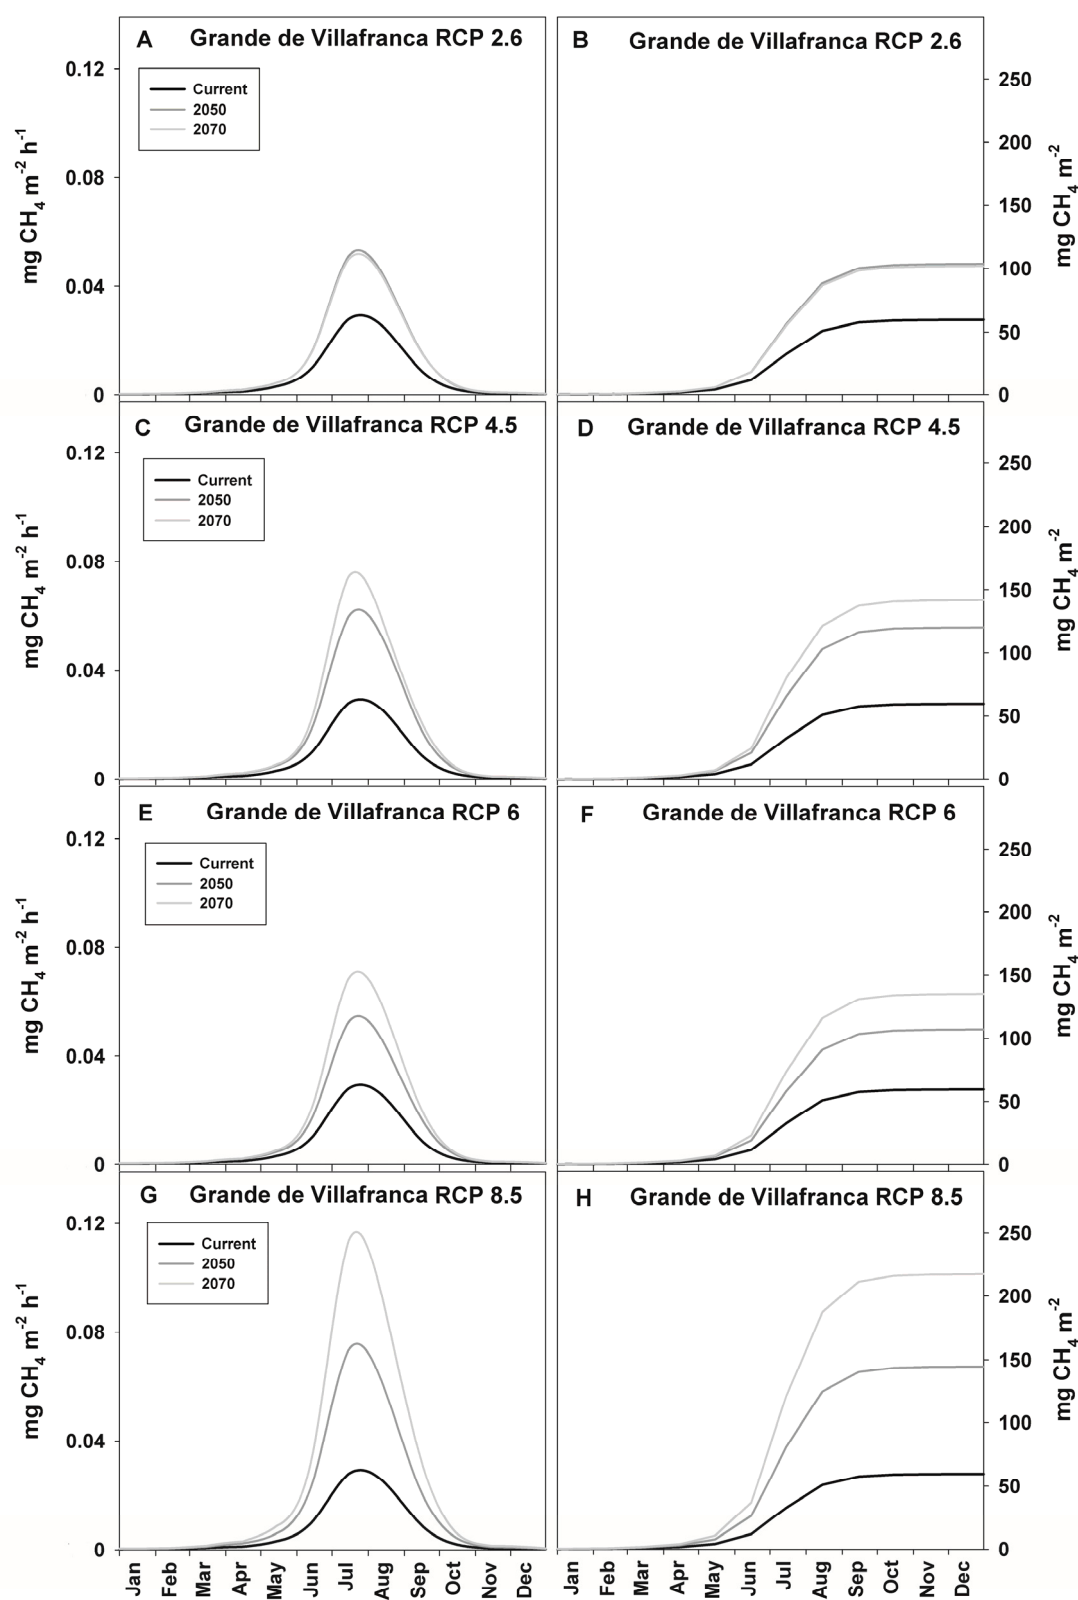 A Grande de Villafranca RCP 2.6
0.12
0.08
0.04
0
mg CH4 m-2 h-1
Current
2050
2070
B Grande de Villafranca RCP 2.6
250
200
150
100
50
0
mg CH4 m-2
C Grande de Villafranca RCP 4.5
0.12
0.08
0.04
0
mg CH4 m-2 h-1
Current
2050
2070
D Grande de Villafranca RCP 4.5
250
200
150
100
50
0
mg CH4 m-2
E Grande de Villafranca RCP 6
0.12
0.08
0.04
0
mg CH4 m-2 h-1
Current
2050
2070
F Grande de Villafranca RCP 6
250
200
150
100
50
0
mg CH4 m-2
G Grande de Villafranca RCP 8.5
0.12
0.08
0.04
0
mg CH4 m-2 h-1
Current
2050
2070
H Grande de Villafranca RCP 8.5
250
200
150
100
50
0
mg CH4 m-2
Jan Feb Mar Apr May Jun Jul Aug Sep Oct Nov Dec
Jan Feb Mar Apr May Jun Jul Aug Sep Oct Nov Dec